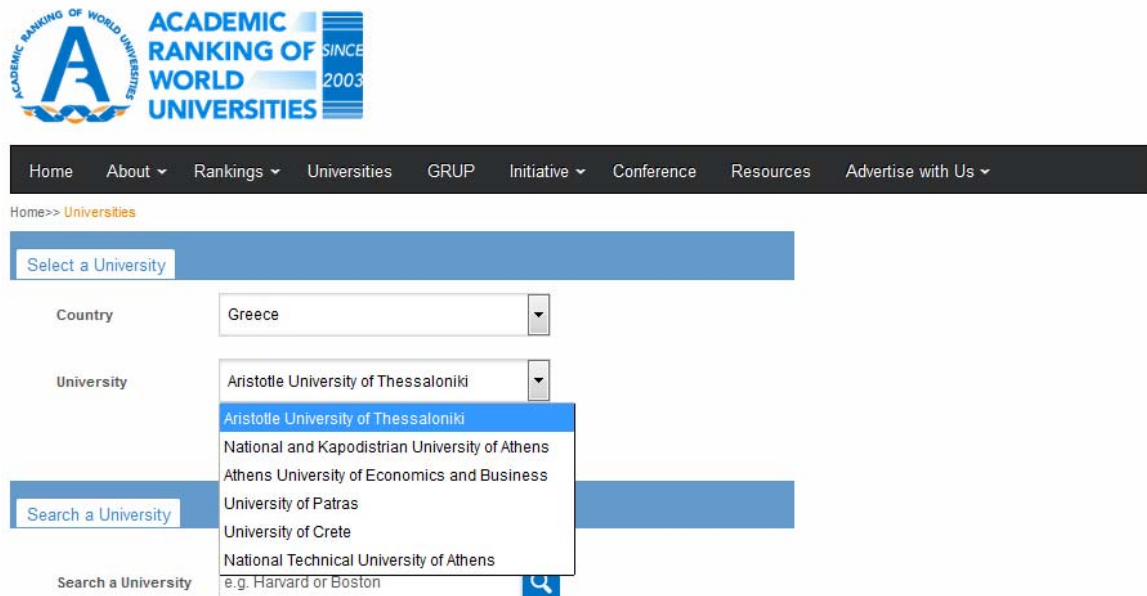 ACADEMIC RANKING OF WORLD UNIVERSITIES
ACADEMIC
RANKING OF
WORLD
UNIVERSITIES
SINCE
2003
Home About Rankings Universities GRUP Initiative Conference Resources Advertise with Us
Home>> Universities
Select a University
Country Greece
University Aristotle University of Thessaloniki
Aristotle University of Thessaloniki
National and Kapodistrian University of Athens
Athens University of Economics and Business
University of Patras
University of Crete
National Technical University of Athens
Search a University
Search a University e.g. Harvard or Boston